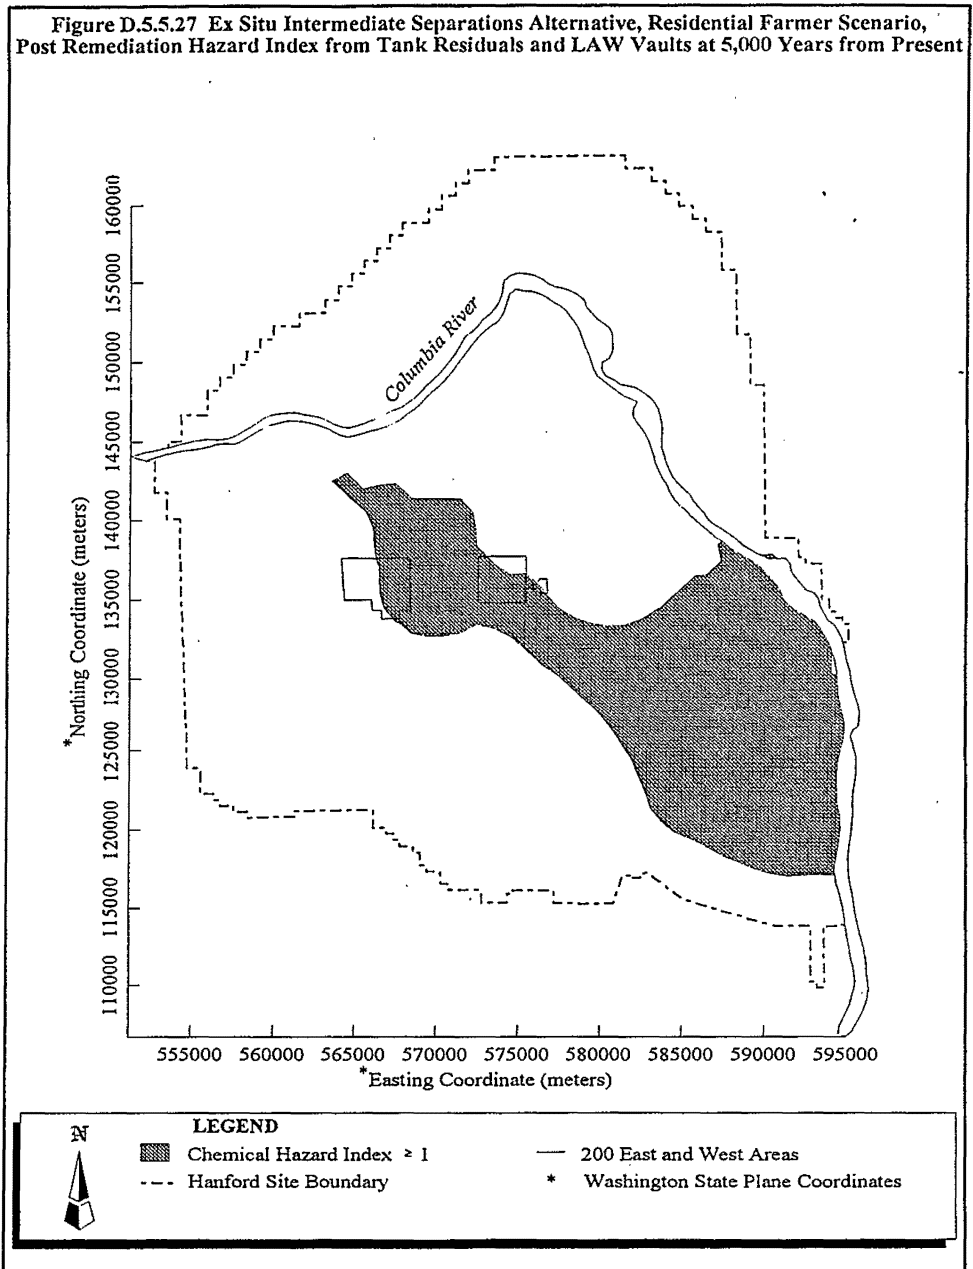 Figure D.5.5.27 Ex Situ Intermediate Separations Alternative, Residential Farmer Scenario,
Post Remediation Hazard Index from Tank Residuals and LAW Vaults at 5,000 Years from Present
160000
155000
150000
145000
140000
135000
130000
125000
120000
115000
110000
*Northing Coordinate (meters)
Columbia River
555000 560000 565000 570000 575000 580000 585000 590000 595000
*Easting Coordinate (meters)
N
LEGEND
Chemical Hazard Index ≥ 1
200 East and West Areas
Hanford Site Boundary
* Washington State Plane Coordinates